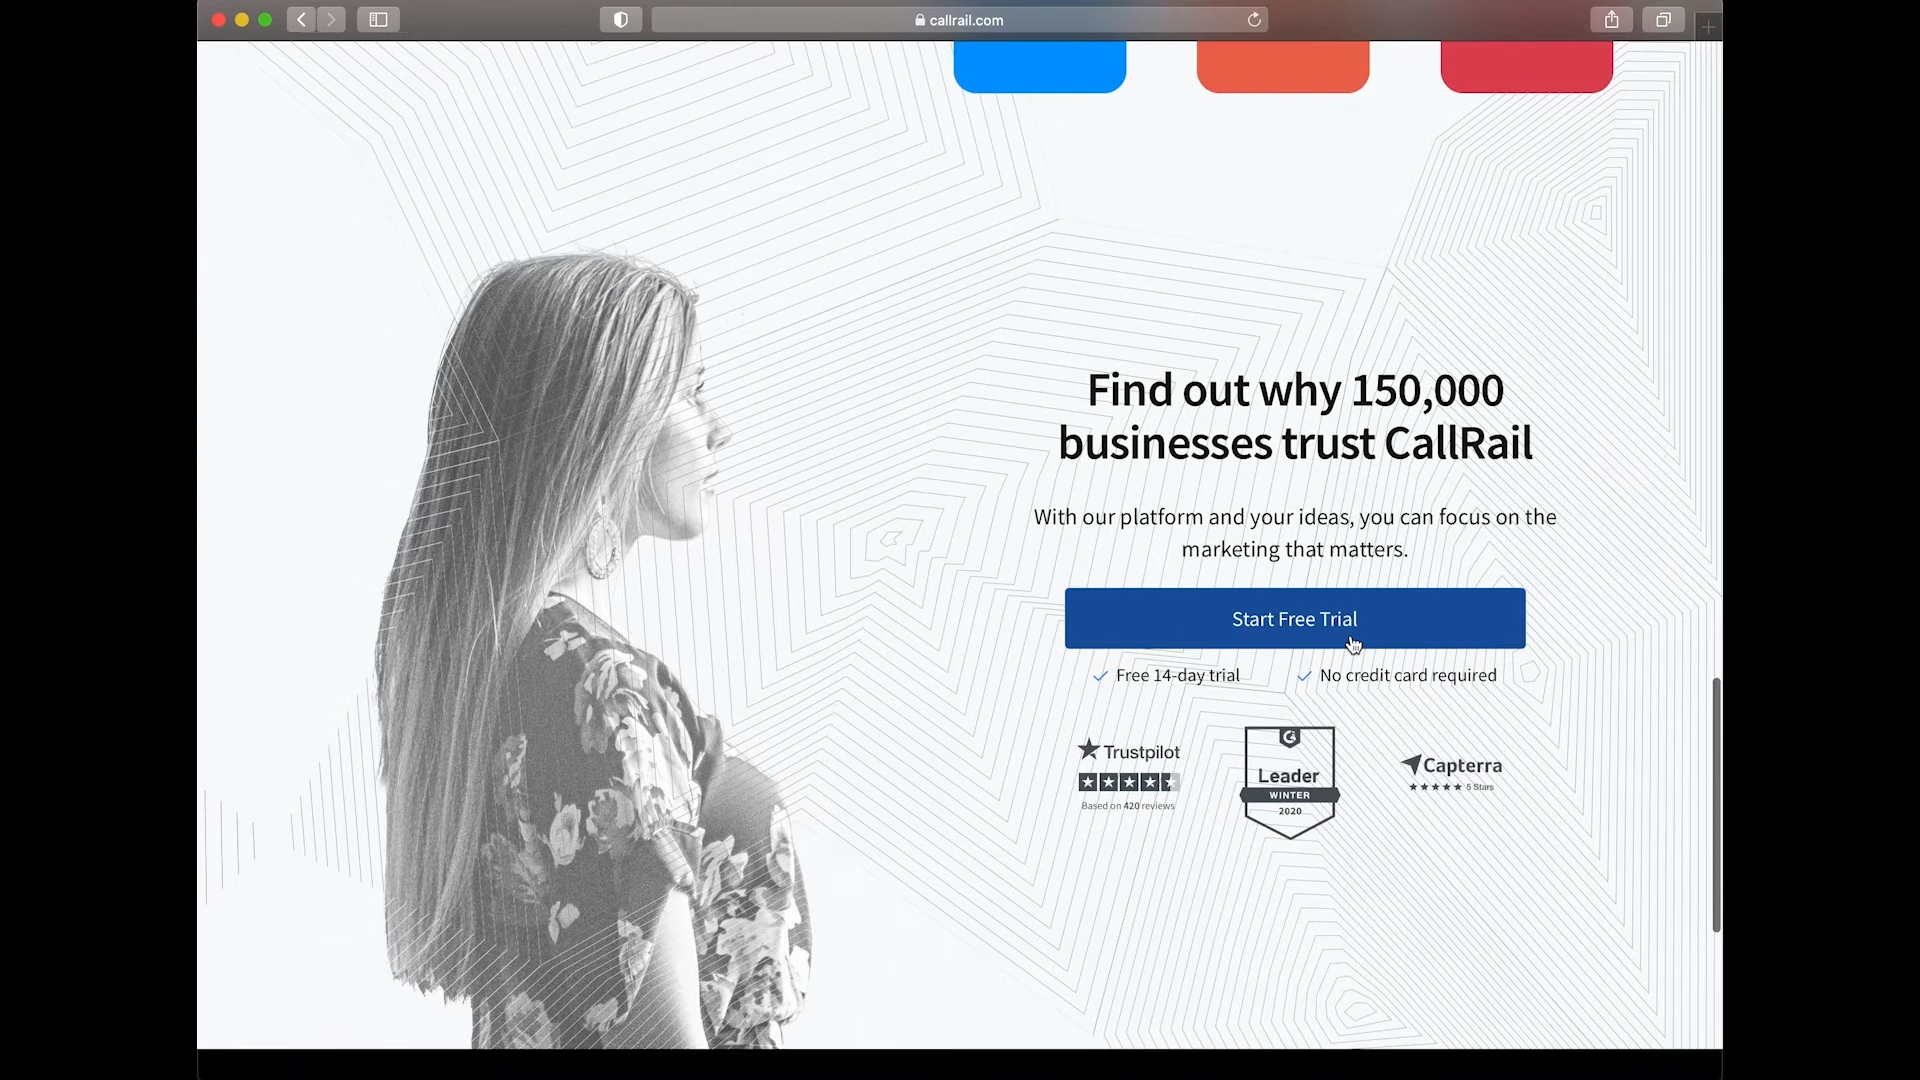 callrail.com
Find out why 150,000
businesses trust CallRail
With our platform and your ideas, you can focus on the
marketing that matters.
Start Free Trial
Free 14-day trial
No credit card required
Trustpilot
Based on 420 reviews
Leader
WINTER
2020
Capterra
5 Stars